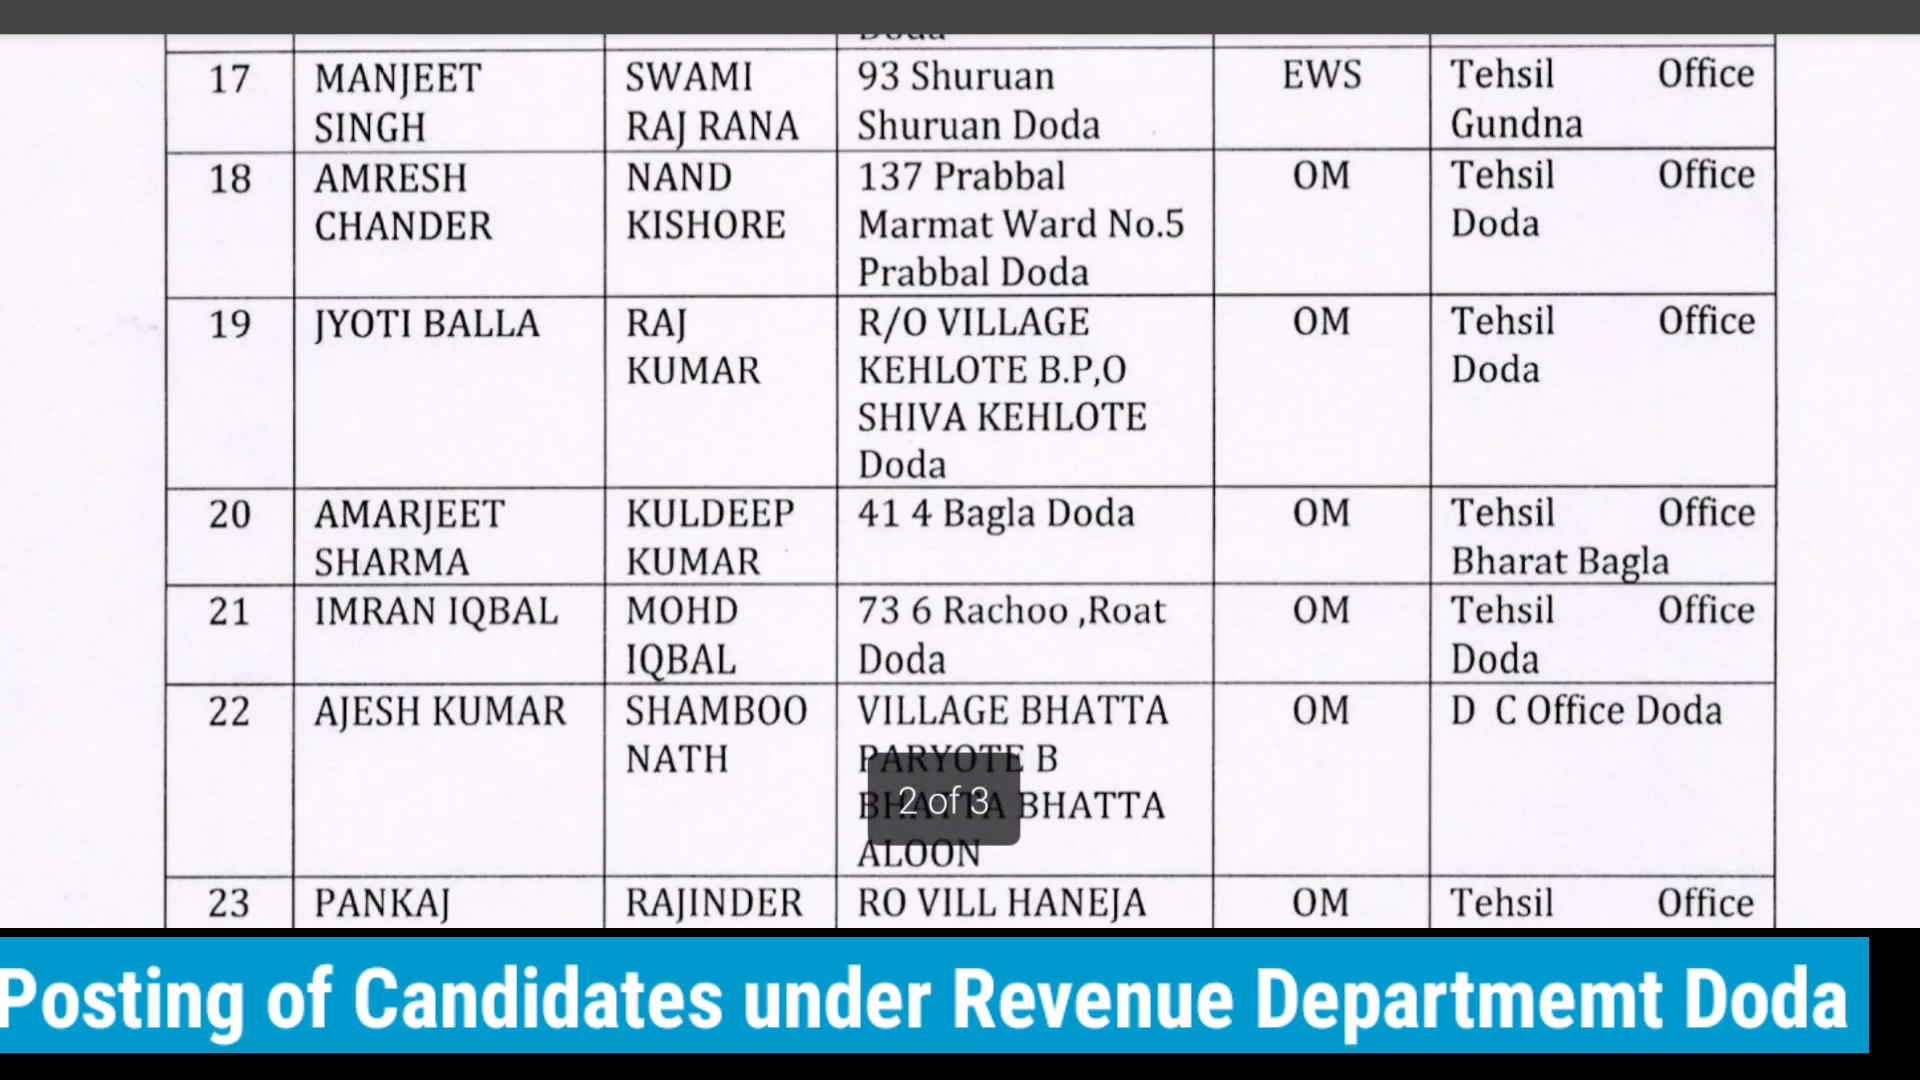 17 MANJEET SWAMI 93 Shuruan EWS Tehsil Office
SINGH RAJ RANA Shuruan Doda Gundna
18 AMRESH NAND 137 Prabbal OM Tehsil Office
CHANDER KISHORE Marmat Ward No.5 Doda
Prabbal Doda
19 JYOTI BALLA RAJ R/O VILLAGE OM Tehsil Office
KUMAR KEHLOTE B.P,O Doda
SHIVA KEHLOTE
Doda
20 AMARJEET KULDEEP 41 4 Bagla Doda OM Tehsil Office
SHARMA KUMAR Bharat Bagla
21 IMRAN IQBAL MOHD 73 6 Rachoo ,Roat OM Tehsil Office
IQBAL Doda Doda
22 AJESH KUMAR SHAMBOO VILLAGE BHATTA OM D C Office Doda
NATH PARYOTE B
BHATTA BHATTA
2 of 3
ALOON
23 PANKAJ RAJINDER RO VILL HANEJA OM Tehsil Office
Posting of Candidates under Revenue Departmemt Doda